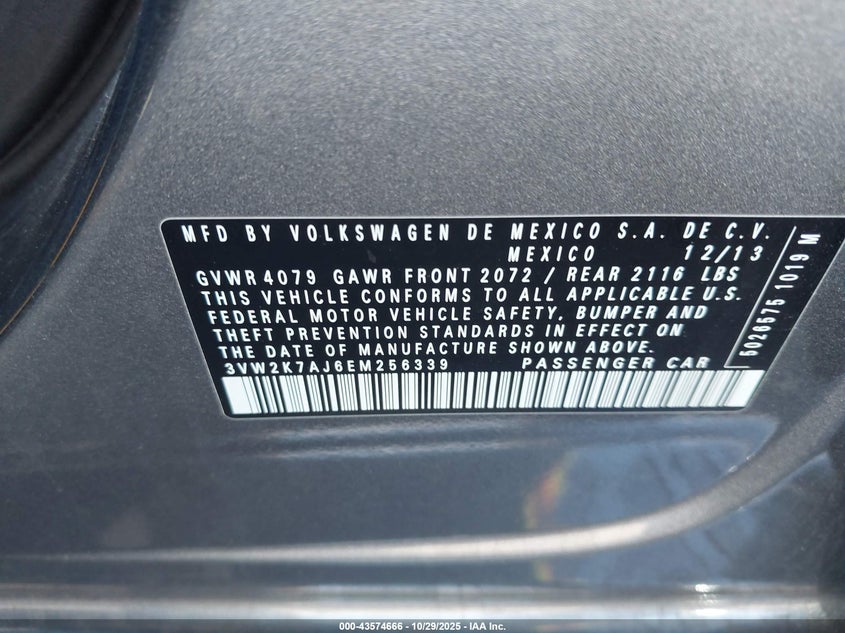 MFD BY VOLKSWAGEN DE MEXICO S.A. DE C.V.
MEXICO 12/13
GVWR 4079 GAWR FRONT 2072 / REAR 2116 LBS
THIS VEHICLE CONFORMS TO ALL APPLICABLE U.S.
FEDERAL MOTOR VEHICLE SAFETY, BUMPER AND
THEFT PREVENTION STANDARDS IN EFFECT ON
THE DATE OF MANUFACTURE SHOWN ABOVE.
3VW2K7AJ6EM256339 PASSENGER CAR
5026575 1019 M
000-43574666 - 10/29/2025 - IAA Inc.